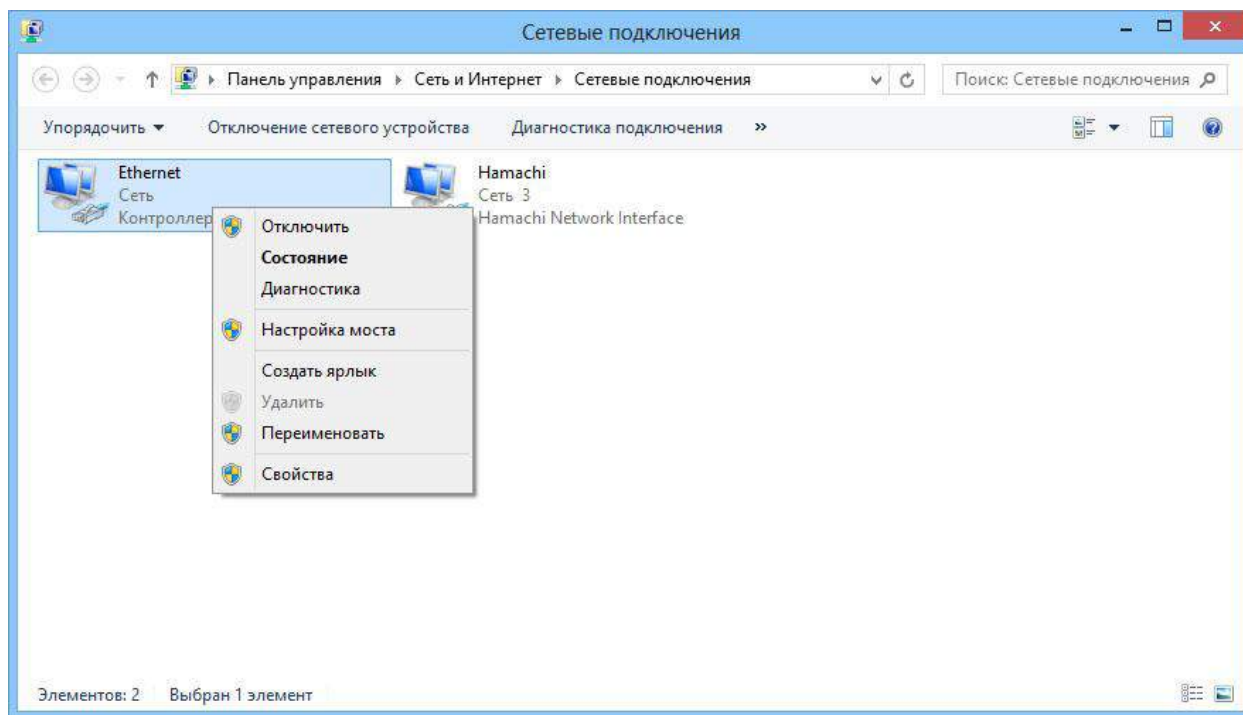 Сетевые подключения
Панель управления Сеть и Интернет Сетевые подключения Поиск: Сетевые подключения
Упорядочить Отключение сетевого устройства Диагностика подключения »
Ethernet
Сеть
Контроллер
Hamachi
Сеть 3
Hamachi Network Interface
Отключить
Состояние
Диагностика
Настройка моста
Создать ярлык
Удалить
Переименовать
Свойства
Элементов: 2 Выбран 1 элемент